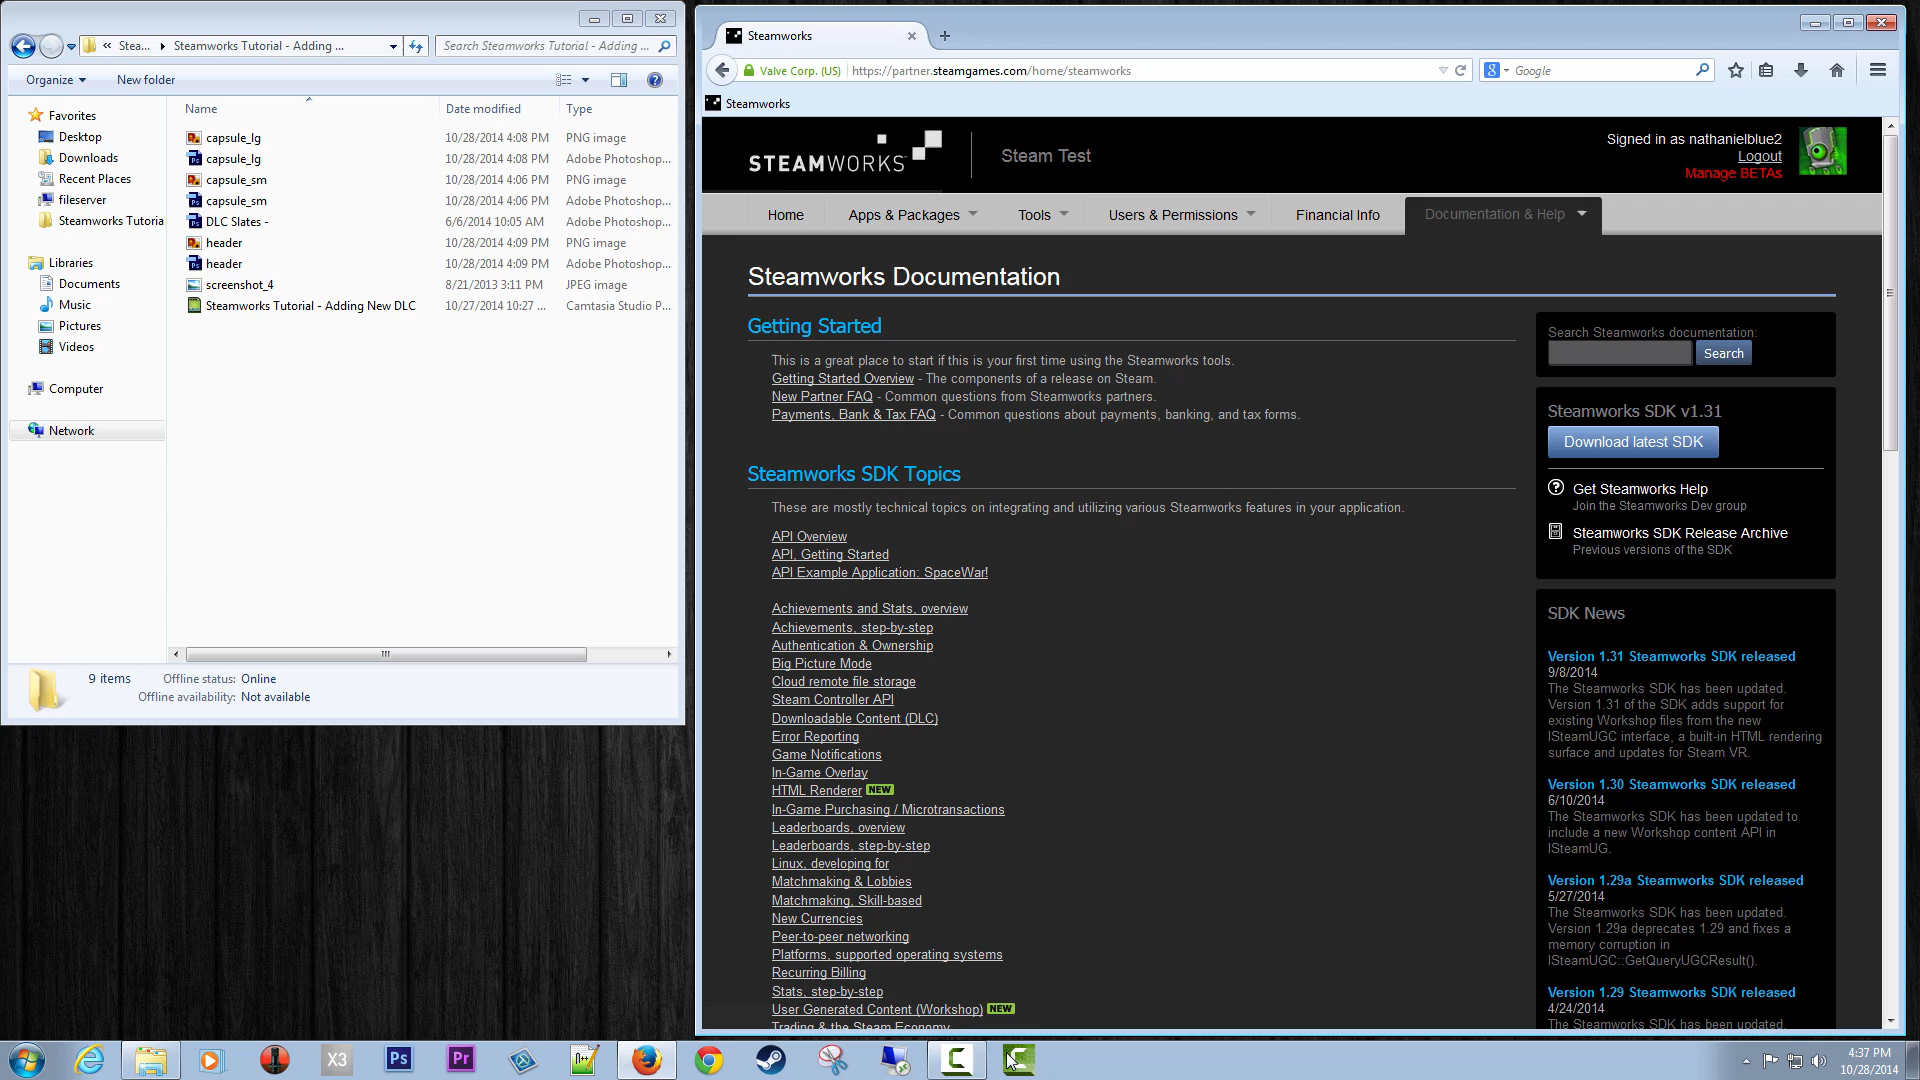 « Stea... Steamworks Tutorial - Adding ...
Search Steamworks Tutorial - Adding ...
Organize
New folder
Name
Date modified
Type
Favorites
Desktop
Downloads
Recent Places
fileserver
Steamworks Tutoria
Libraries
Documents
Music
Pictures
Videos
Computer
Network
capsule_lg 10/28/2014 4:08 PM PNG image
capsule_lg 10/28/2014 4:08 PM Adobe Photoshop...
capsule_sm 10/28/2014 4:06 PM PNG image
capsule_sm 10/28/2014 4:06 PM Adobe Photoshop...
DLC Slates - 6/6/2014 10:05 AM Adobe Photoshop...
header 10/28/2014 4:09 PM PNG image
header 10/28/2014 4:09 PM Adobe Photoshop...
screenshot_4 8/21/2013 3:11 PM JPEG image
Steamworks Tutorial - Adding New DLC 10/27/2014 10:27 ... Camtasia Studio P...
9 items
Offline status: Online
Offline availability: Not available
Steamworks
Valve Corp. (US) https://partner.steamgames.com/home/steamworks
Google
Steamworks
STEAMWORKS
Steam Test
Signed in as nathanielblue2
Logout
Manage BETAs
Home
Apps & Packages
Tools
Users & Permissions
Financial Info
Documentation & Help
Steamworks Documentation
Getting Started
This is a great place to start if this is your first time using the Steamworks tools.
Getting Started Overview - The components of a release on Steam.
New Partner FAQ - Common questions from Steamworks partners.
Payments, Bank & Tax FAQ - Common questions about payments, banking, and tax forms.
Steamworks SDK Topics
These are mostly technical topics on integrating and utilizing various Steamworks features in your application.
API Overview
API, Getting Started
API Example Application: SpaceWar!
Achievements and Stats, overview
Achievements, step-by-step
Authentication & Ownership
Big Picture Mode
Cloud remote file storage
Steam Controller API
Downloadable Content (DLC)
Error Reporting
Game Notifications
In-Game Overlay
HTML Renderer NEW
In-Game Purchasing / Microtransactions
Leaderboards, overview
Leaderboards, step-by-step
Linux, developing for
Matchmaking & Lobbies
Matchmaking, Skill-based
New Currencies
Peer-to-peer networking
Platforms, supported operating systems
Recurring Billing
Stats, step-by-step
User Generated Content (Workshop) NEW
Trading & the Steam Economy
Search Steamworks documentation:
Search
Steamworks SDK v1.31
Download latest SDK
Get Steamworks Help
Join the Steamworks Dev group
Steamworks SDK Release Archive
Previous versions of the SDK
SDK News
Version 1.31 Steamworks SDK released
9/8/2014
The Steamworks SDK has been updated.
Version 1.31 of the SDK adds support for
existing Workshop files from the new
ISteamUGC interface, a built-in HTML rendering
surface and updates for Steam VR.
Version 1.30 Steamworks SDK released
6/10/2014
The Steamworks SDK has been updated to
include a new Workshop content API in
ISteamUG.
Version 1.29a Steamworks SDK released
5/27/2014
The Steamworks SDK has been updated.
Version 1.29a deprecates 1.29 and fixes a
memory corruption in
ISteamUGC::GetQueryUGCResult().
Version 1.29 Steamworks SDK released
4/24/2014
The Steamworks SDK has been updated.
X3
Ps
Pr
4:37 PM
10/28/2014